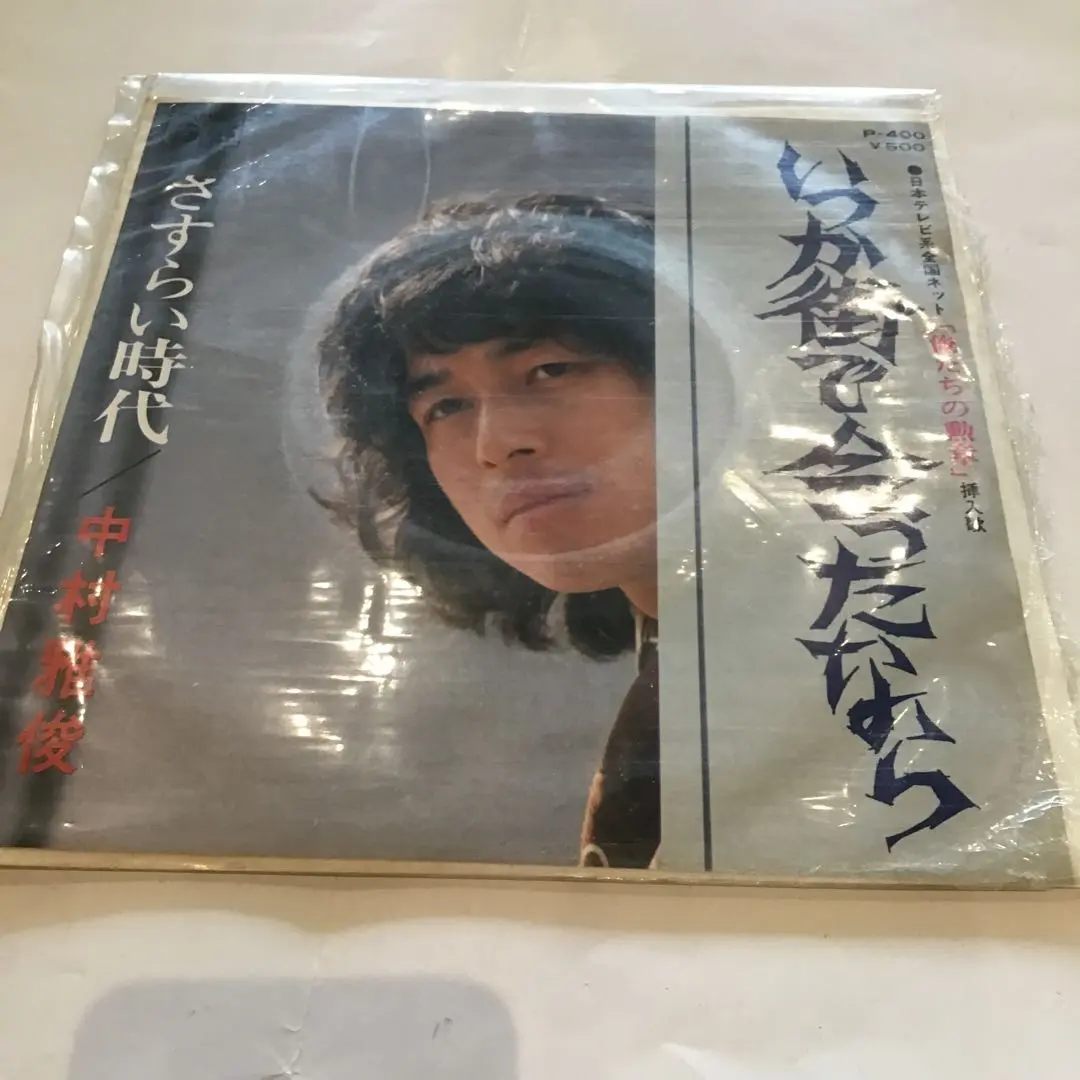 P-400
¥500
●日本テレビ系全国ネット「俺たちの勲章」挿入歌
いつか街で会ったなら
さすらい時代/中村雅俊